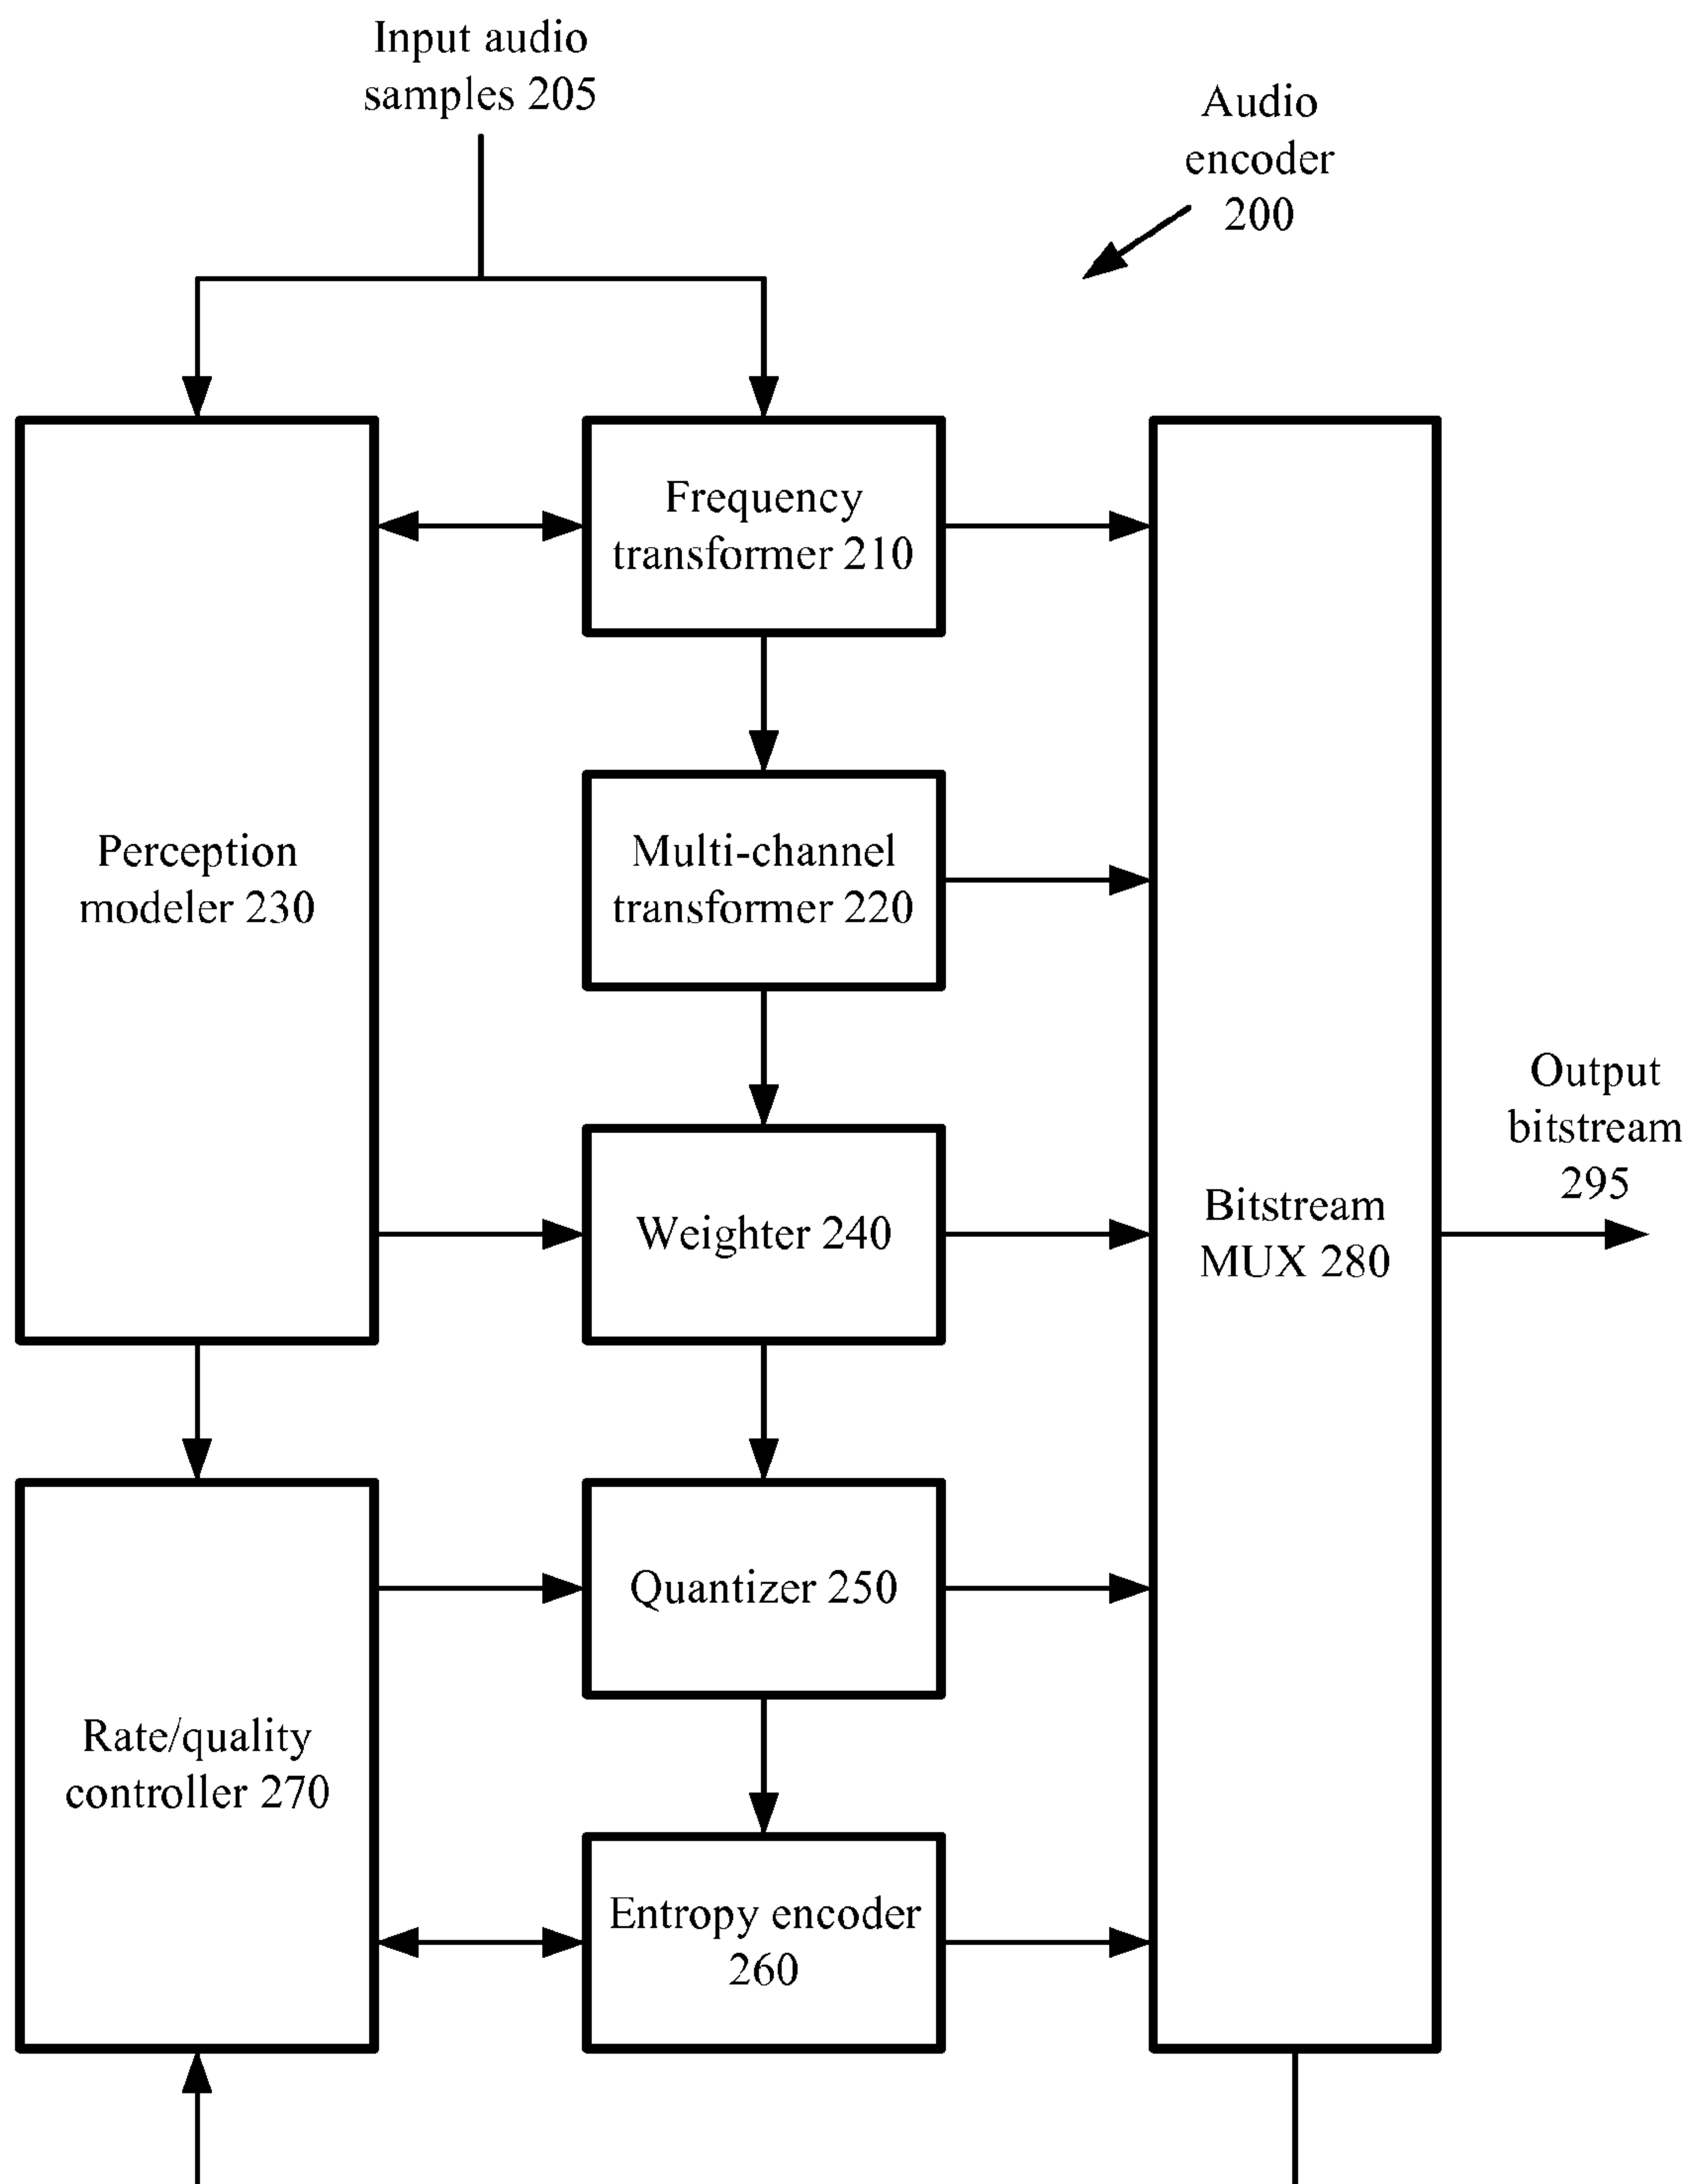 Input audio
samples 205
Audio
encoder
200
Frequency
transformer 210
Perception
modeler 230
Multi-channel
transformer 220
Output
bitstream
295
Weighter 240
Bitstream
MUX 280
Quantizer 250
Rate/quality
controller 270
Entropy encoder
260